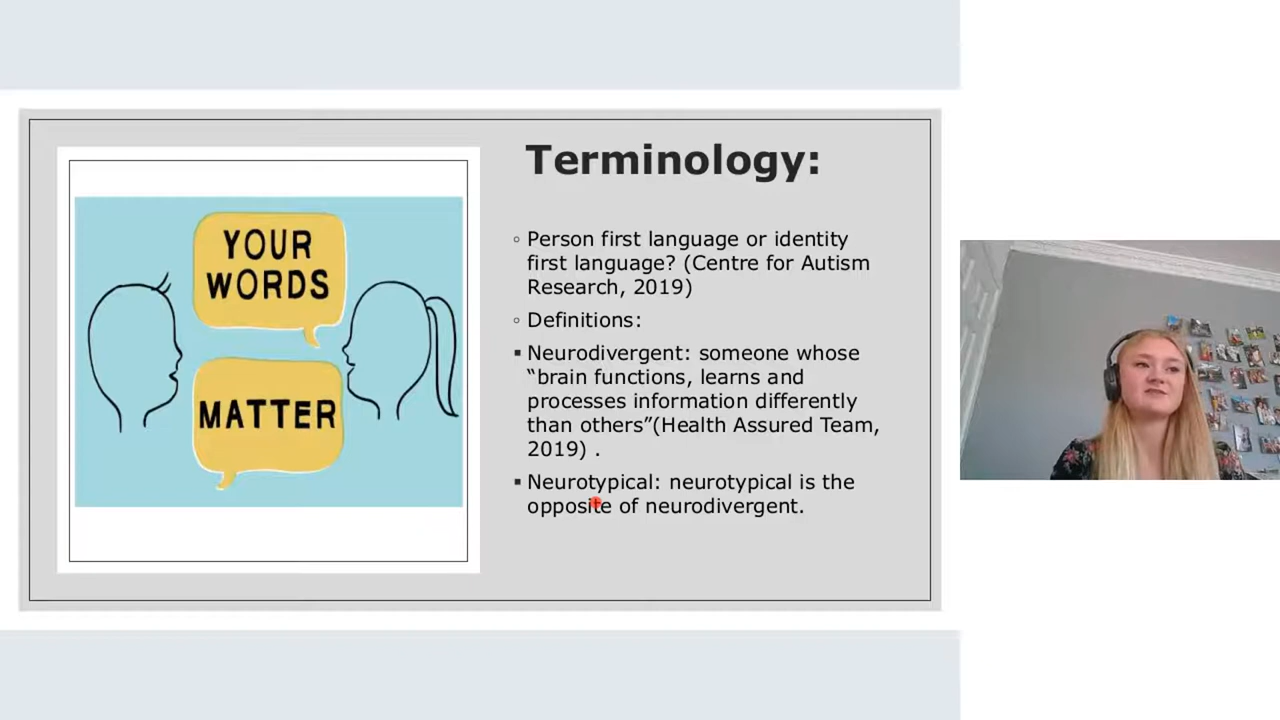 YOUR
WORDS
MATTER
Terminology:
◦ Person first language or identity
first language? (Centre for Autism
Research, 2019)
◦ Definitions:
▪ Neurodivergent: someone whose
“brain functions, learns and
processes information differently
than others”(Health Assured Team,
2019) .
▪ Neurotypical: neurotypical is the
opposite of neurodivergent.